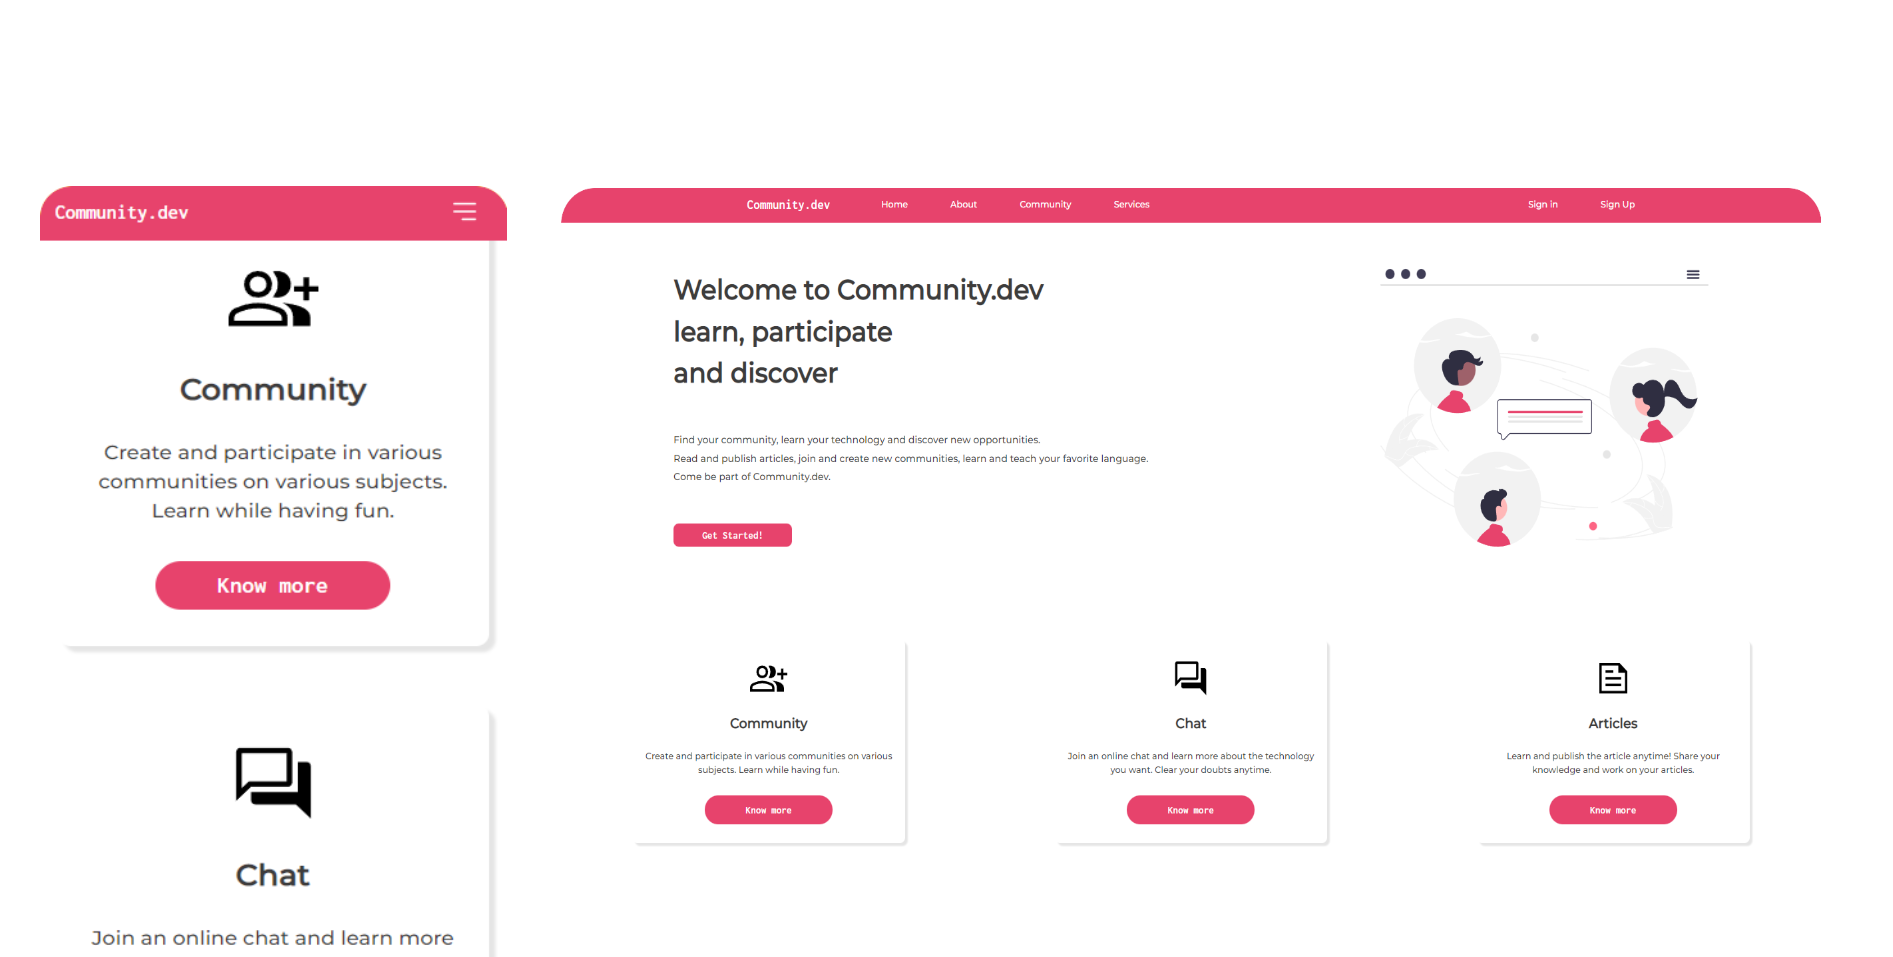 Community.dev
Community
Create and participate in various
communities on various subjects.
Learn while having fun.
Know more
Chat
Join an online chat and learn more
Community.dev Home About Community Services Sign in Sign Up
Welcome to Community.dev
learn, participate
and discover
Find your community, learn your technology and discover new opportunities.
Read and publish articles, join and create new communities, learn and teach your favorite language.
Come be part of Community.dev.
Get Started!
Community
Create and participate in various communities on various
subjects. Learn while having fun.
Know more
Chat
Join an online chat and learn more about the technology
you want. Clear your doubts anytime.
Know more
Articles
Learn and publish the article anytime! Share your
knowledge and work on your articles.
Know more